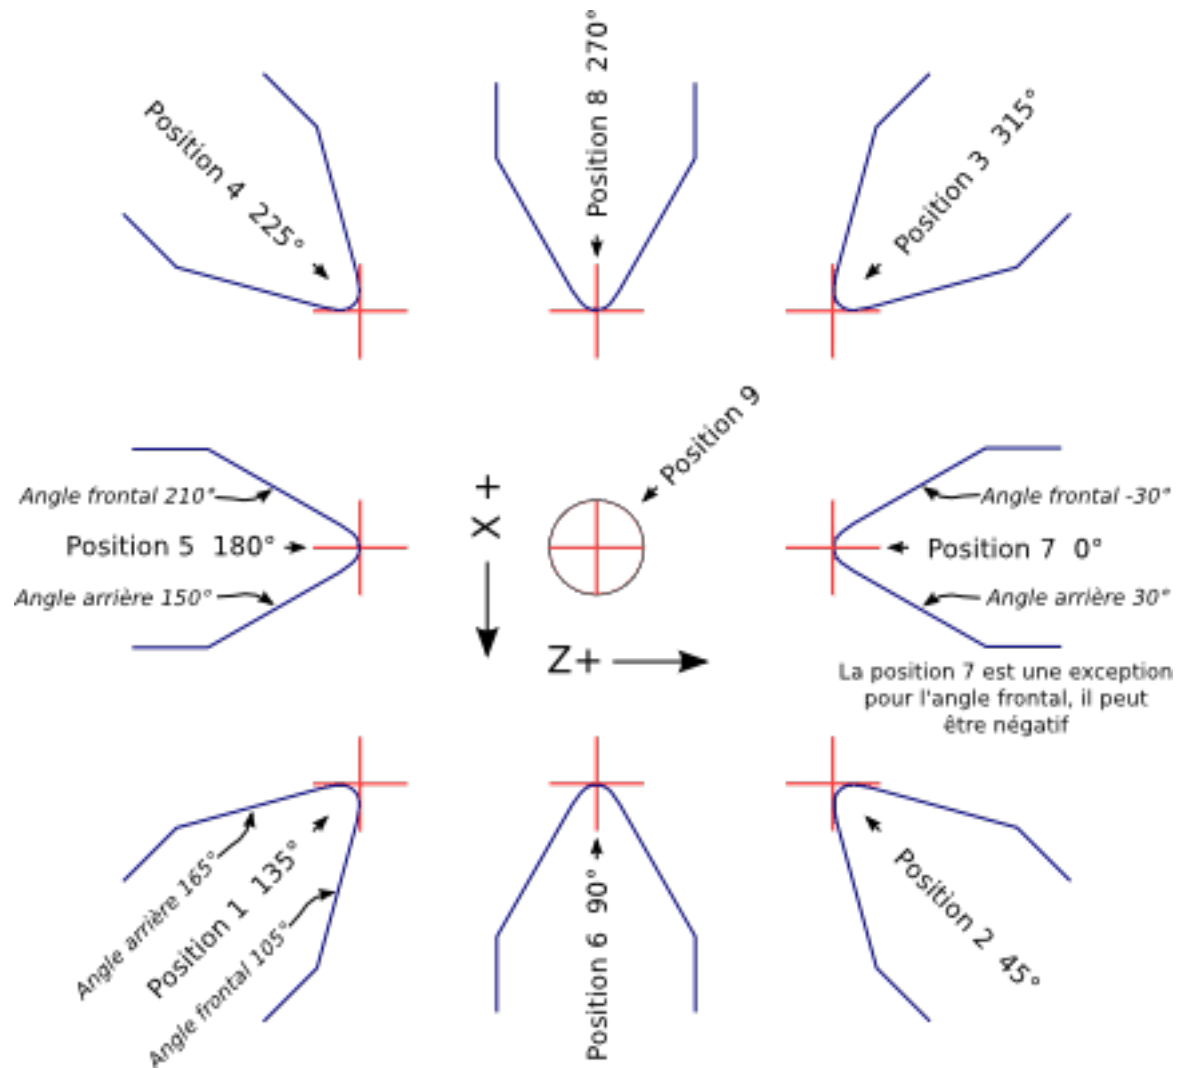 Position 4 225°
Position 8 270°
Position 3 315°
Position 9
Angle frontal 210°
Position 5 180°
Angle arrière 150°
X +
Z+
Angle frontal -30°
Position 7 0°
Angle arrière 30°
La position 7 est une exception
pour l'angle frontal, il peut
être négatif
Angle arrière 165°
Position 1 135°
Angle frontal 105°
Position 6 90°
Position 2 45°